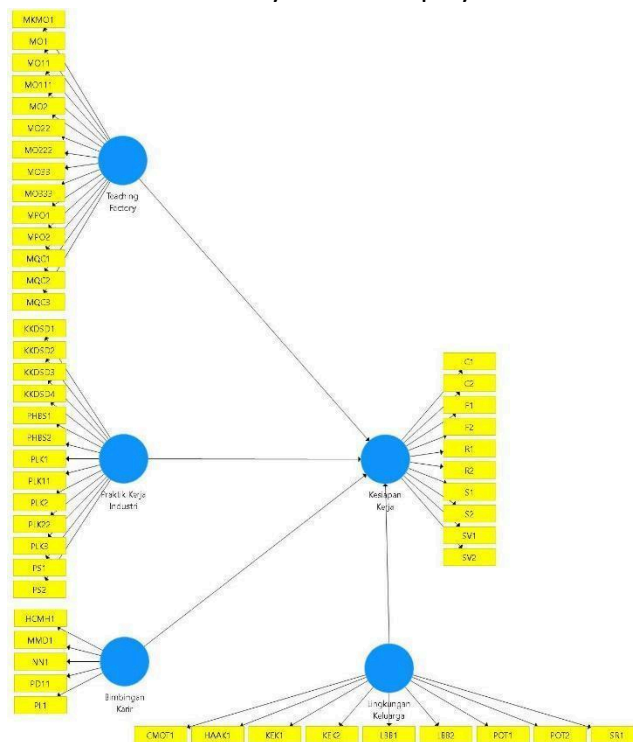 MKMO1
MO1
MO11
MO111
MO2
MO22
MO222
MO33
MO333
MPO1
MPO2
MQC1
MQC2
MQC3
Teaching
Factory
KKDSD1
KKDSD2
KKDSD3
KKDSD4
PHBS1
PHBS2
PLK1
PLK11
PLK2
PLK22
PLK3
PS1
PS2
Praktik Kerja
Industri
C1
C2
F1
F2
R1
R2
S1
S2
SV1
SV2
Kesiapan
Kerja
HCMH1
MMD1
NN1
PD11
PL1
Bimbingan
Karir
Lingkungan
Keluarga
CMOT1
HAAK1
KEK1
KEK2
LBB1
LBB2
POT1
POT2
SR1